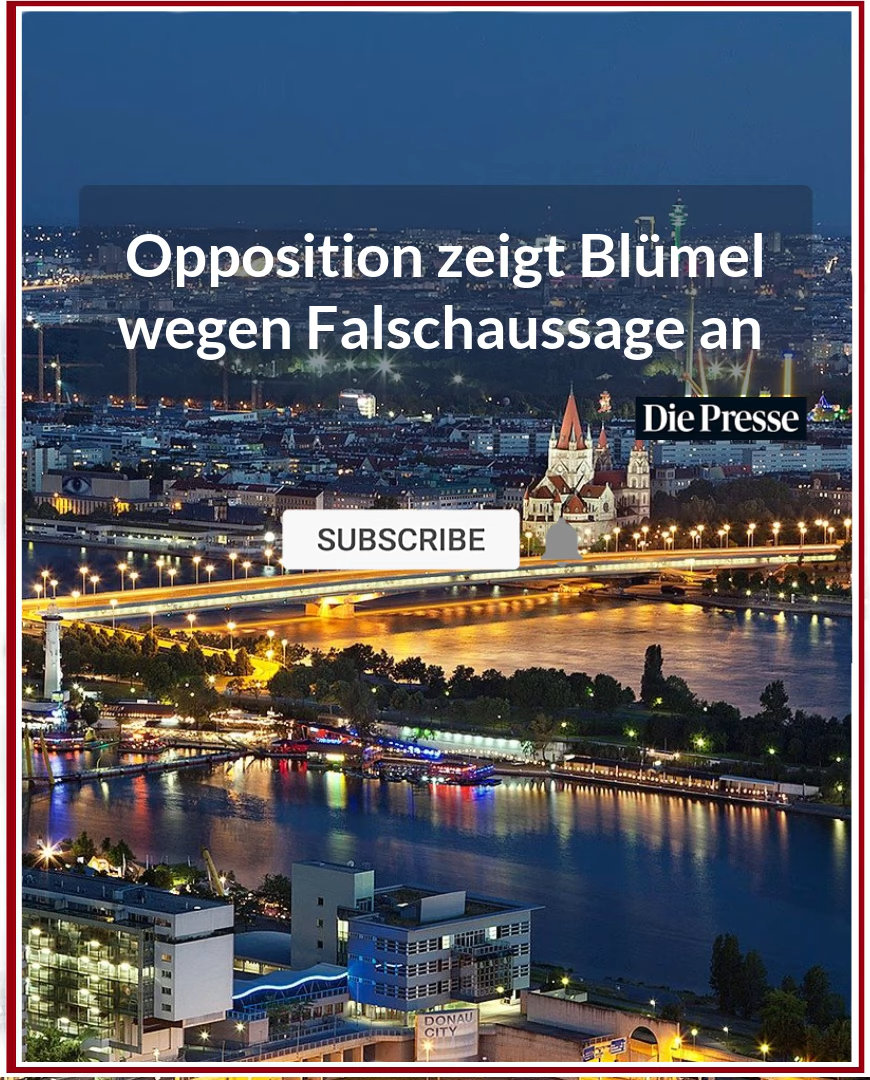 Opposition zeigt Blümel
wegen Falschaussage an
Die Presse
SUBSCRIBE
DONAU
CITY